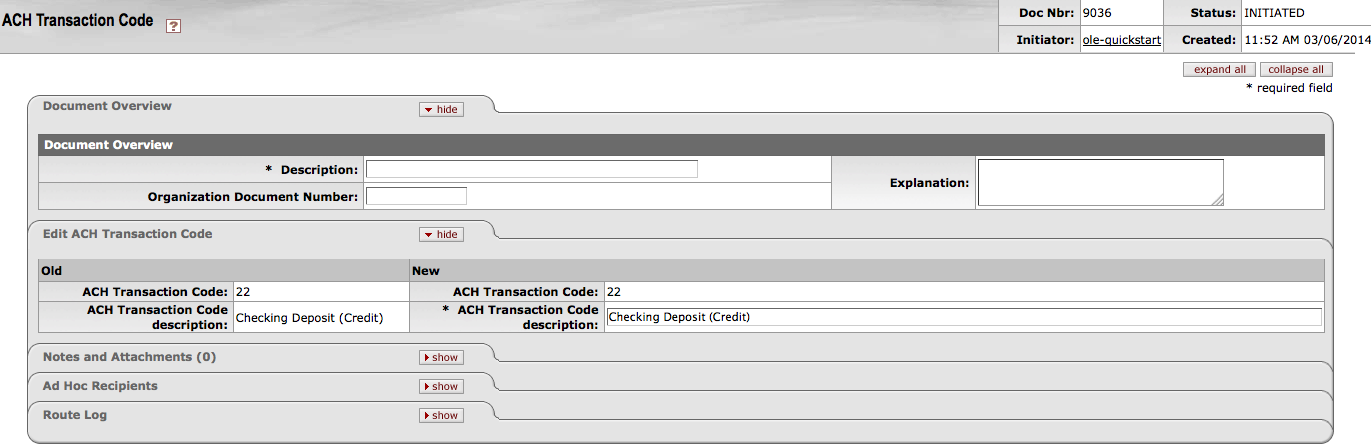 ACH Transaction Code ?
Doc Nbr: 9036 Status: INITIATED
Initiator: ole-quickstart Created: 11:52 AM 03/06/2014
expand all collapse all
* required field
Document Overview hide
Document Overview
* Description:
Explanation:
Organization Document Number:
Edit ACH Transaction Code hide
Old New
ACH Transaction Code: 22 ACH Transaction Code: 22
ACH Transaction Code description: Checking Deposit (Credit) * ACH Transaction Code description: Checking Deposit (Credit)
Notes and Attachments (0) show
Ad Hoc Recipients show
Route Log show